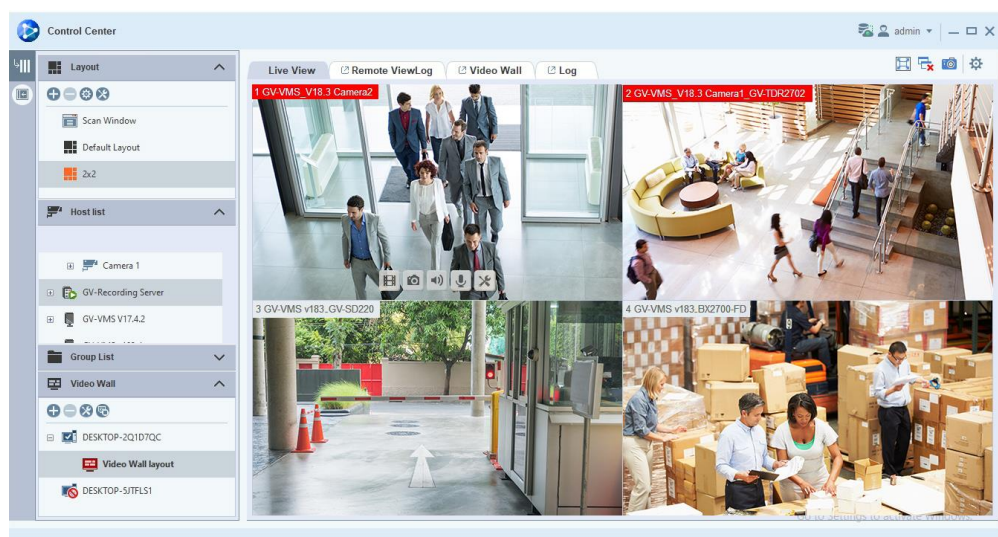 Control Center
admin
Layout
Live View
Remote ViewLog
Video Wall
Log
Scan Window
Default Layout
2x2
Host list
Camera 1
GV-Recording Server
GV-VMS V17.4.2
Group List
Video Wall
DESKTOP-2Q1D7QC
Video Wall layout
DESKTOP-5JTFLS1
1 GV-VMS_V18.3 Camera2
2 GV-VMS_V18.3 Camera1_GV-TDR2702
3 GV-VMS v183_GV-SD220
4 GV-VMS v183_BX2700-FD
Go to Settings to activate Windows.